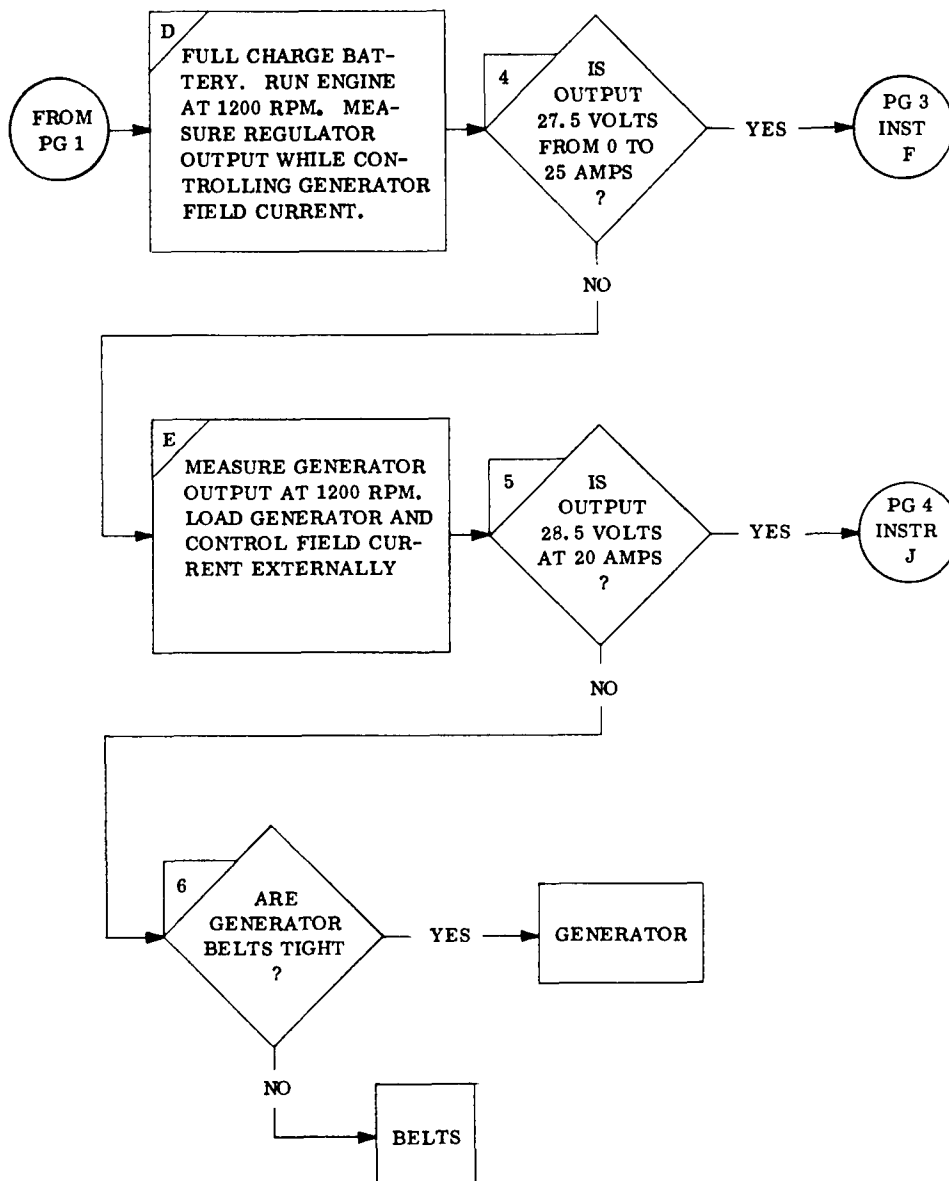 FROM
PG 1
D
FULL CHARGE BAT-
TERY. RUN ENGINE
AT 1200 RPM. MEA-
SURE REGULATOR
OUTPUT WHILE CON-
TROLLING GENERATOR
FIELD CURRENT.
4
IS
OUTPUT
27.5 VOLTS
FROM 0 TO
25 AMPS
?
YES
PG 3
INST
F
NO
E
MEASURE GENERATOR
OUTPUT AT 1200 RPM.
LOAD GENERATOR AND
CONTROL FIELD CUR-
RENT EXTERNALLY
5
IS
OUTPUT
28.5 VOLTS
AT 20 AMPS
?
YES
PG 4
INSTR
J
NO
6
ARE
GENERATOR
BELTS TIGHT
?
YES
GENERATOR
NO
BELTS